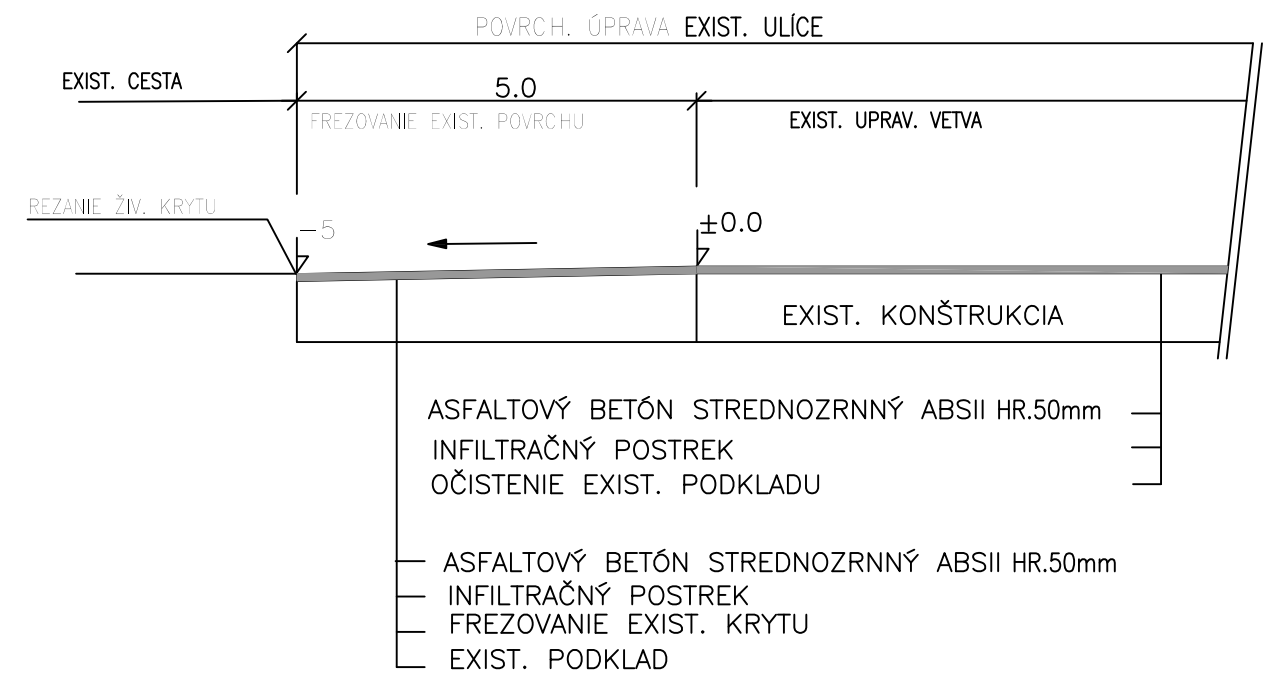 POVRCH. ÚPRAVA EXIST. ULÍCE
EXIST. CESTA
5.0
FREZOVANIE EXIST. POVRCHU
EXIST. UPRAV. VETVA
REZANIE ŽIV. KRYTU
-5
±0.0
EXIST. KONŠTRUKCIA
ASFALTOVÝ BETÓN STREDNOZRNNÝ ABSII HR.50mm
INFILTRAČNÝ POSTREK
OČISTENIE EXIST. PODKLADU
ASFALTOVÝ BETÓN STREDNOZRNNÝ ABSII HR.50mm
INFILTRAČNÝ POSTREK
FREZOVANIE EXIST. KRYTU
EXIST. PODKLAD